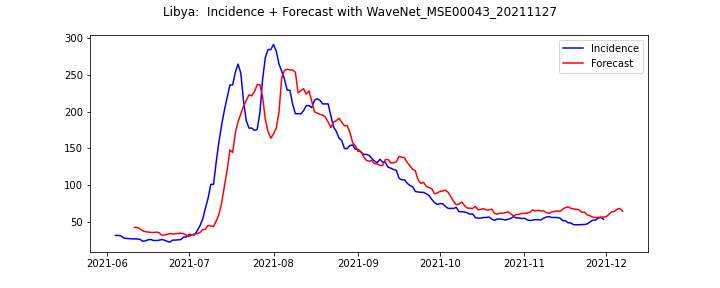 Libya:  Incidence + Forecast with WaveNet_MSE00043_20211127
Incidence
Forecast
300
250
200
150
100
50
2021-06 2021-07 2021-08 2021-09 2021-10 2021-11 2021-12